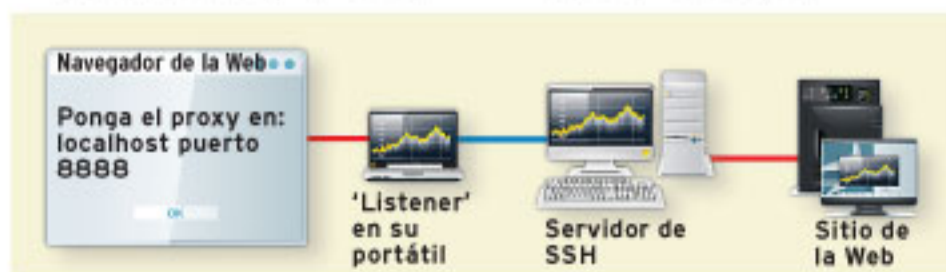 Navegador de la Web
Ponga el proxy en:
localhost puerto
8888
OK
'Listener'
en su
portátil
Servidor de
SSH
Sitio de
la Web